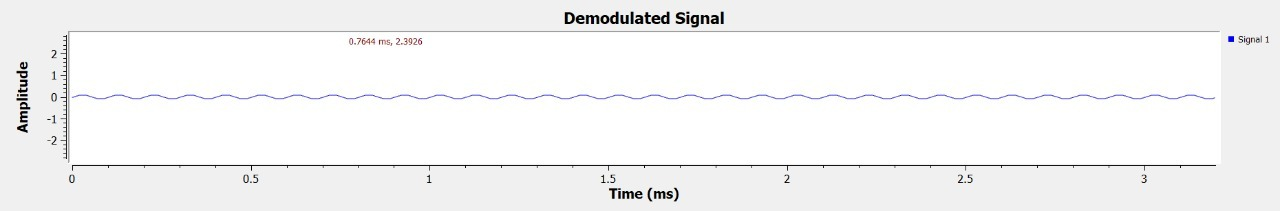 Demodulated Signal
0.7644 ms, 2.3926
Signal 1
Amplitude
2
1
0
-1
-2
0
0.5
1
1.5
2
2.5
3
Time (ms)